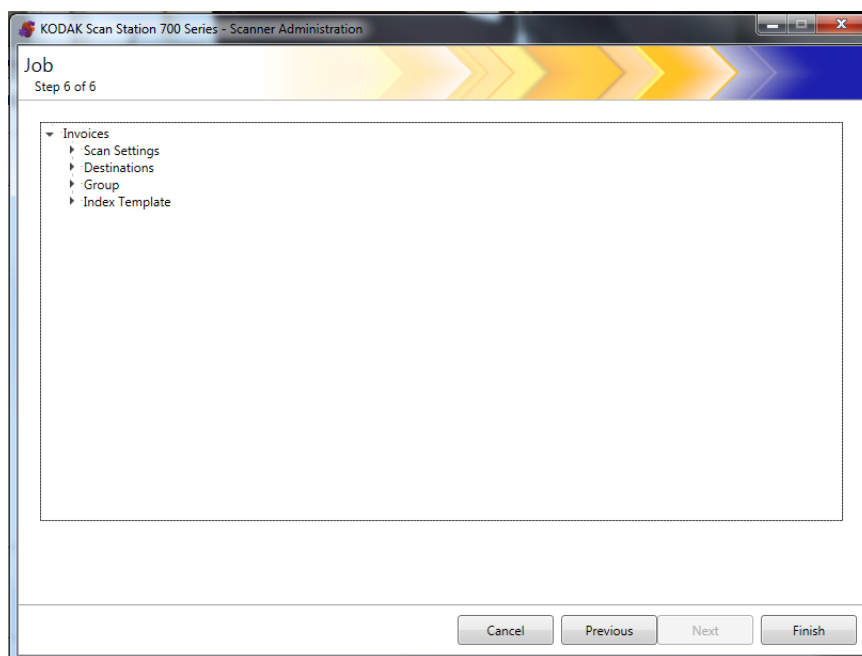 KODAK Scan Station 700 Series - Scanner Administration
Job
Step 6 of 6
Invoices
Scan Settings
Destinations
Group
Index Template
Cancel
Previous
Next
Finish